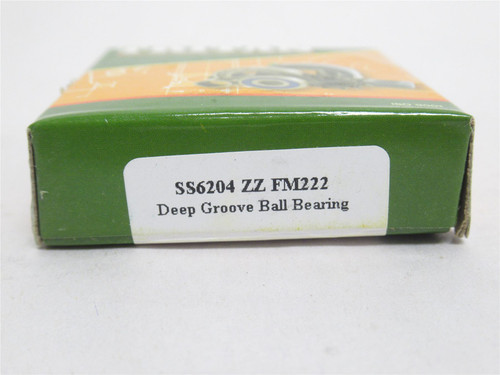 SS6204 ZZ FM222
Deep Groove Ball Bearing